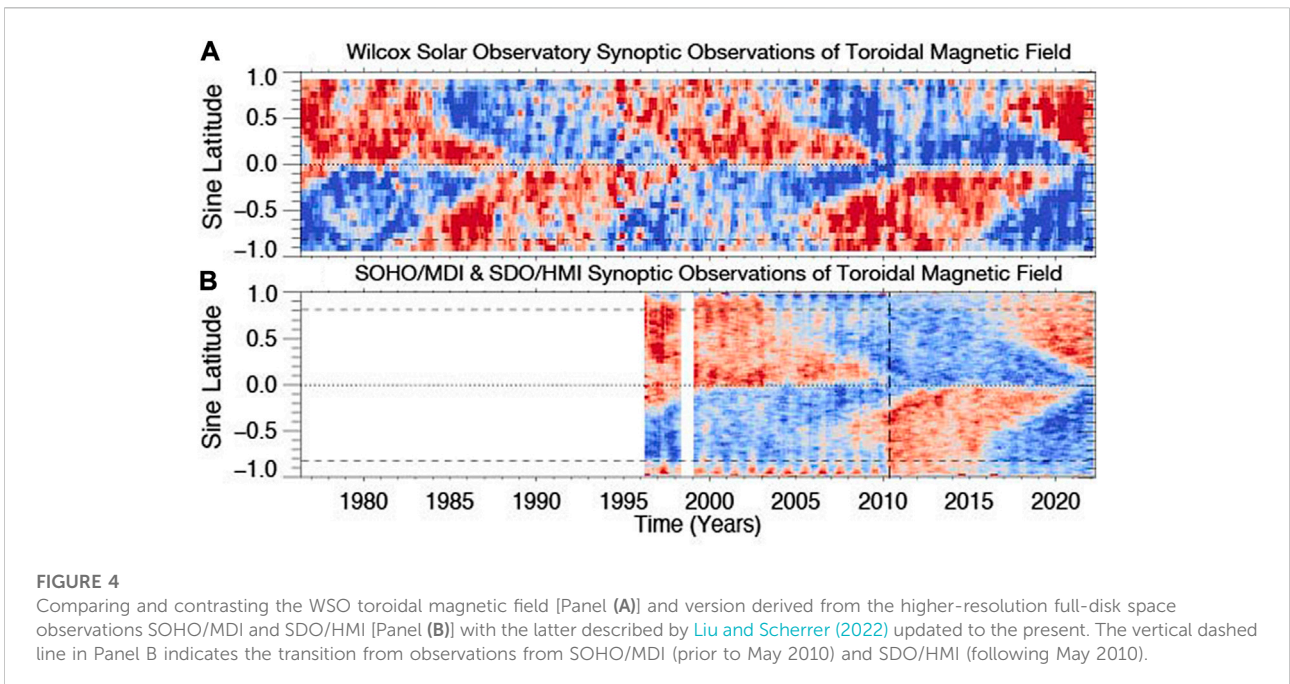 A
Wilcox Solar Observatory Synoptic Observations of Toroidal Magnetic Field
1.0
0.5
0.0
−0.5
−1.0
Sine Latitude
B
SOHO/MDI & SDO/HMI Synoptic Observations of Toroidal Magnetic Field
1.0
0.5
0.0
−0.5
−1.0
Sine Latitude
1980 1985 1990 1995 2000 2005 2010 2015 2020
Time (Years)
FIGURE 4
Comparing and contrasting the WSO toroidal magnetic field [Panel (A)] and version derived from the higher-resolution full-disk space
observations SOHO/MDI and SDO/HMI [Panel (B)] with the latter described by Liu and Scherrer (2022) updated to the present. The vertical dashed
line in Panel B indicates the transition from observations from SOHO/MDI (prior to May 2010) and SDO/HMI (following May 2010).